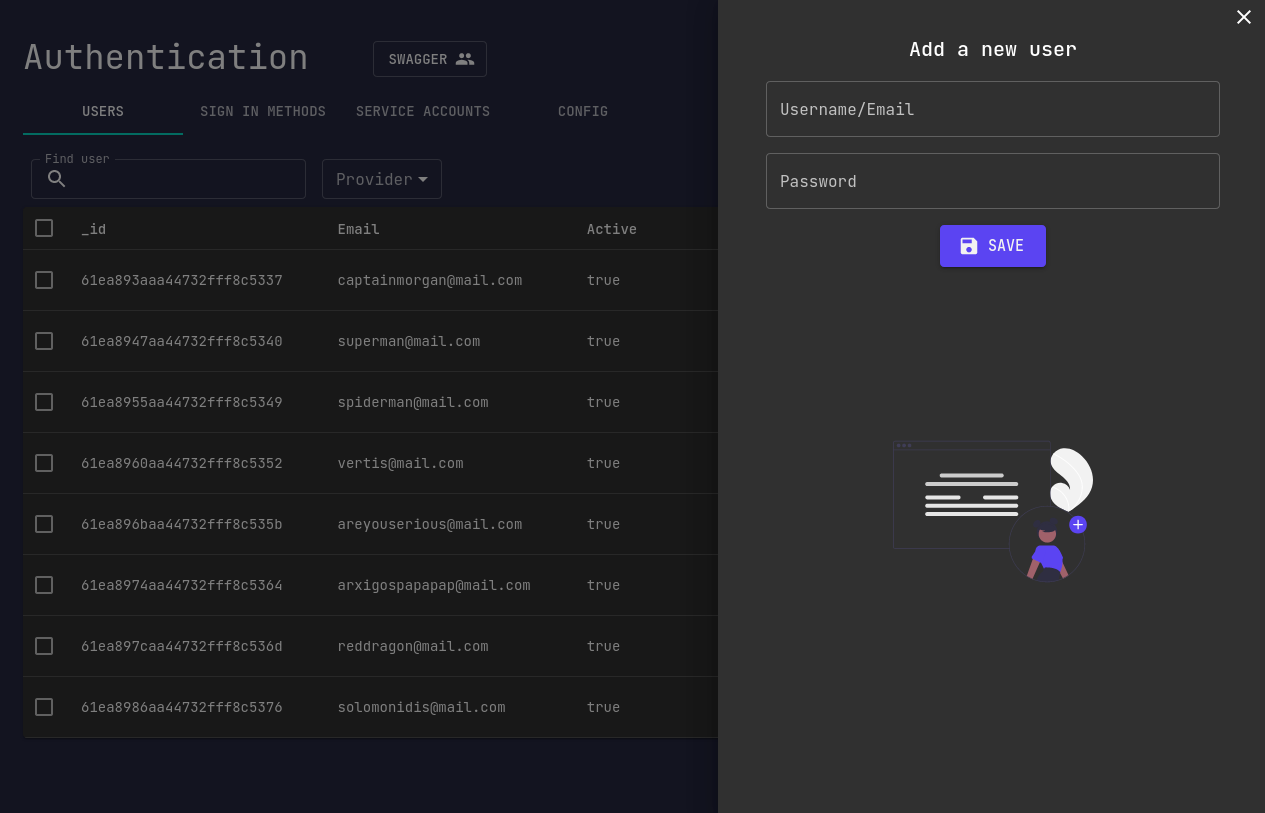 Authentication
SWAGGER
USERS
SIGN IN METHODS
SERVICE ACCOUNTS
CONFIG
Find user
Provider
_id Email Active
61ea893aaa44732fff8c5337 captainmorgan@mail.com true
61ea8947aa44732fff8c5340 superman@mail.com true
61ea8955aa44732fff8c5349 spiderman@mail.com true
61ea8960aa44732fff8c5352 vertis@mail.com true
61ea896baa44732fff8c535b areyouserious@mail.com true
61ea8974aa44732fff8c5364 arxigospapapap@mail.com true
61ea897caa44732fff8c536d reddragon@mail.com true
61ea8986aa44732fff8c5376 solomonidis@mail.com true
Add a new user
Username/Email
Password
SAVE